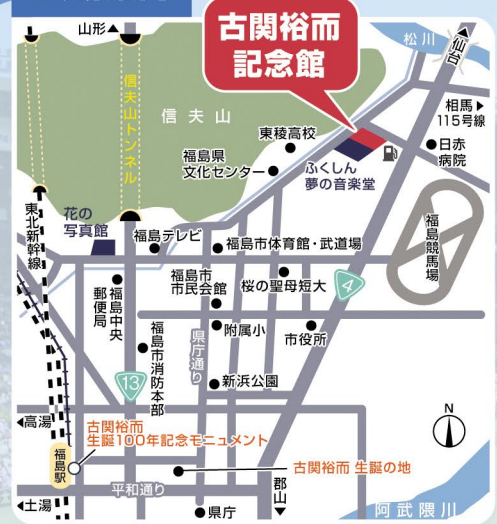 山形▲
古関裕而
記念館
松川
▲仙台
相馬▶
115号線
信夫山トンネル
信夫山
東稜高校
日赤
病院
福島県
文化センター
ふくしん
夢の音楽堂
東北新幹線
花の
写真館
福島テレビ
福島市体育館・武道場
福島競馬場
福島中央
郵便局
福島市
市民会館
桜の聖母短大
4
福島市消防本部
県庁通り
附属小
市役所
13
新浜公園
N
◀高湯
古関裕而
生誕100年記念モニュメント
福島駅
古関裕而 生誕の地
平和通り
郡山▼
◀土湯
県庁
阿武隈川